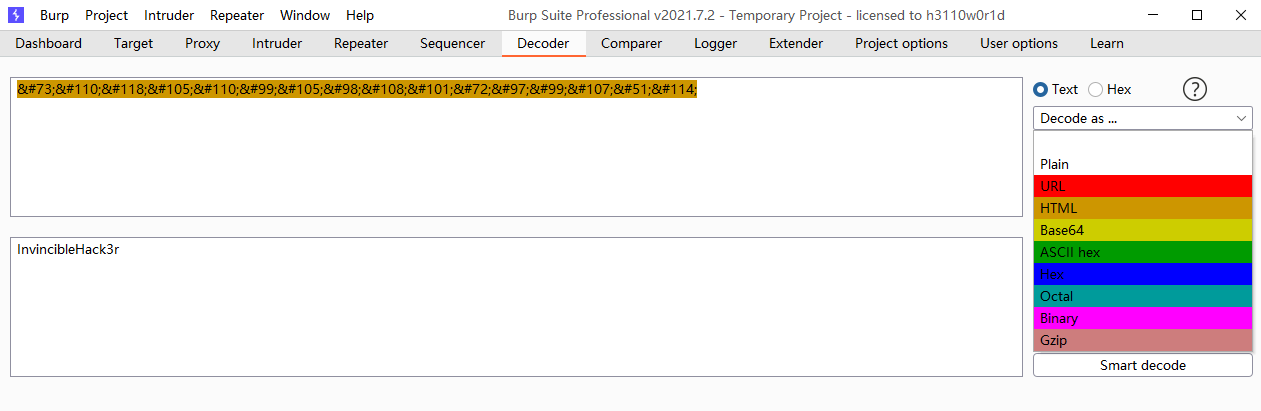 Burp Project Intruder Repeater Window Help Burp Suite Professional v2021.7.2 - Temporary Project - licensed to h3110w0r1d
Dashboard Target Proxy Intruder Repeater Sequencer Decoder Comparer Logger Extender Project options User options Learn
&#73;&#110;&#118;&#105;&#110;&#99;&#105;&#98;&#108;&#101;&#72;&#97;&#99;&#107;&#51;&#114;
Text Hex ?
Decode as ...
Plain
URL
HTML
Base64
ASCII hex
Hex
Octal
Binary
Gzip
Smart decode
InvincibleHack3r